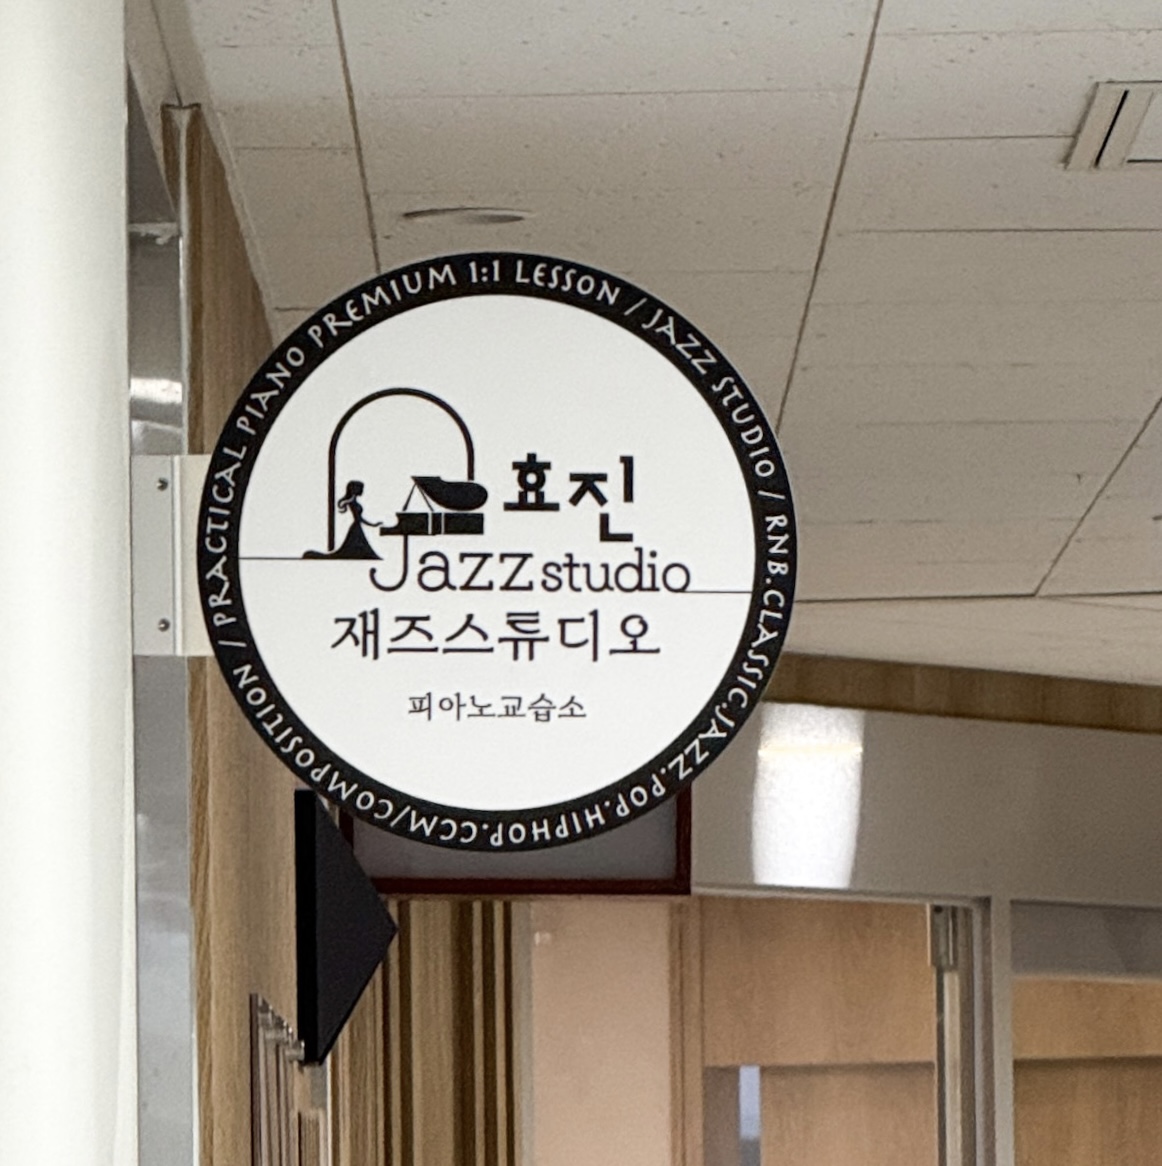 PRACTICAL PIANO PREMIUM 1:1 LESSON / JAZZ STUDIO / RNB.CLASSIC.JAZZ.POP.HIPHOP.CCM/COMPOSITION /
효진
Jazz studio
재즈스튜디오
피아노교습소